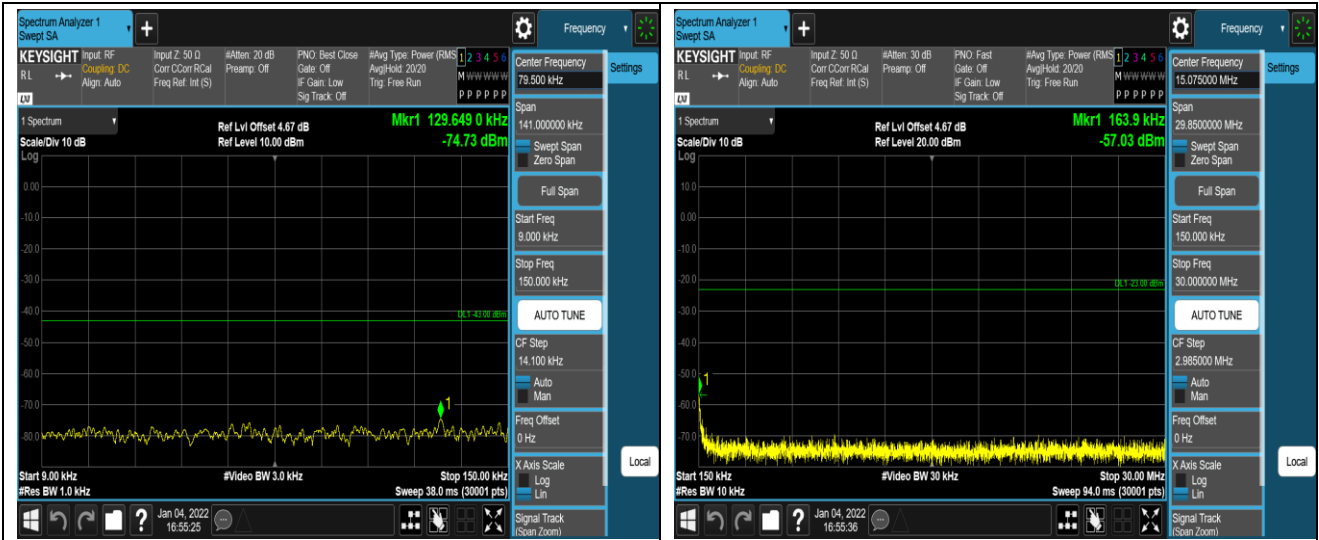 Spectrum Analyzer 1
Swept SA
+
Frequency
KEYSIGHT
RL
LXI
Input: RF
Coupling: DC
Align: Auto
Input Z: 50 Ω
Corr CCorr RCal
Freq Ref: Int (S)
#Atten: 20 dB
Preamp: Off
PNO: Best Close
Gate: Off
IF Gain: Low
Sig Track: Off
#Avg Type: Power (RMS
Avg|Hold: 20/20
Trig: Free Run
1 2 3 4 5 6
M W W W W W
P P P P P P
1 Spectrum
Scale/Div 10 dB
Log
Ref Lvl Offset 4.67 dB
Ref Level 10.00 dBm
Mkr1 129.649 0 kHz
-74.73 dBm
0.00
-10.0
-20.0
-30.0
-40.0
-50.0
-60.0
-70.0
-80.0
DL1 -43.00 dBm
1
Start 9.00 kHz
#Res BW 1.0 kHz
#Video BW 3.0 kHz
Stop 150.00 kHz
Sweep 38.0 ms (30001 pts)
Center Frequency
79.500 kHz
Settings
Span
141.000000 kHz
Swept Span
Zero Span
Full Span
Start Freq
9.000 kHz
Stop Freq
150.000 kHz
AUTO TUNE
CF Step
14.100 kHz
Auto
Man
Freq Offset
0 Hz
X Axis Scale
Log
Lin
Signal Track
(Span Zoom)
Local
?
Jan 04, 2022
16:55:25
Spectrum Analyzer 1
Swept SA
+
Frequency
KEYSIGHT
RL
LXI
Input: RF
Coupling: DC
Align: Auto
Input Z: 50 Ω
Corr CCorr RCal
Freq Ref: Int (S)
#Atten: 30 dB
Preamp: Off
PNO: Fast
Gate: Off
IF Gain: Low
Sig Track: Off
#Avg Type: Power (RMS
Avg|Hold: 20/20
Trig: Free Run
1 2 3 4 5 6
M W W W W W
P P P P P P
1 Spectrum
Scale/Div 10 dB
Log
Ref Lvl Offset 4.67 dB
Ref Level 20.00 dBm
Mkr1 163.9 kHz
-57.03 dBm
10.0
0.00
-10.0
-20.0
-30.0
-40.0
-50.0
-60.0
-70.0
DL1 -23.00 dBm
1
Start 150 kHz
#Res BW 10 kHz
#Video BW 30 kHz
Stop 30.00 MHz
Sweep 94.0 ms (30001 pts)
Center Frequency
15.075000 MHz
Settings
Span
29.8500000 MHz
Swept Span
Zero Span
Full Span
Start Freq
150.000 kHz
Stop Freq
30.000000 MHz
AUTO TUNE
CF Step
2.985000 MHz
Auto
Man
Freq Offset
0 Hz
X Axis Scale
Log
Lin
Signal Track
(Span Zoom)
Local
?
Jan 04, 2022
16:55:36